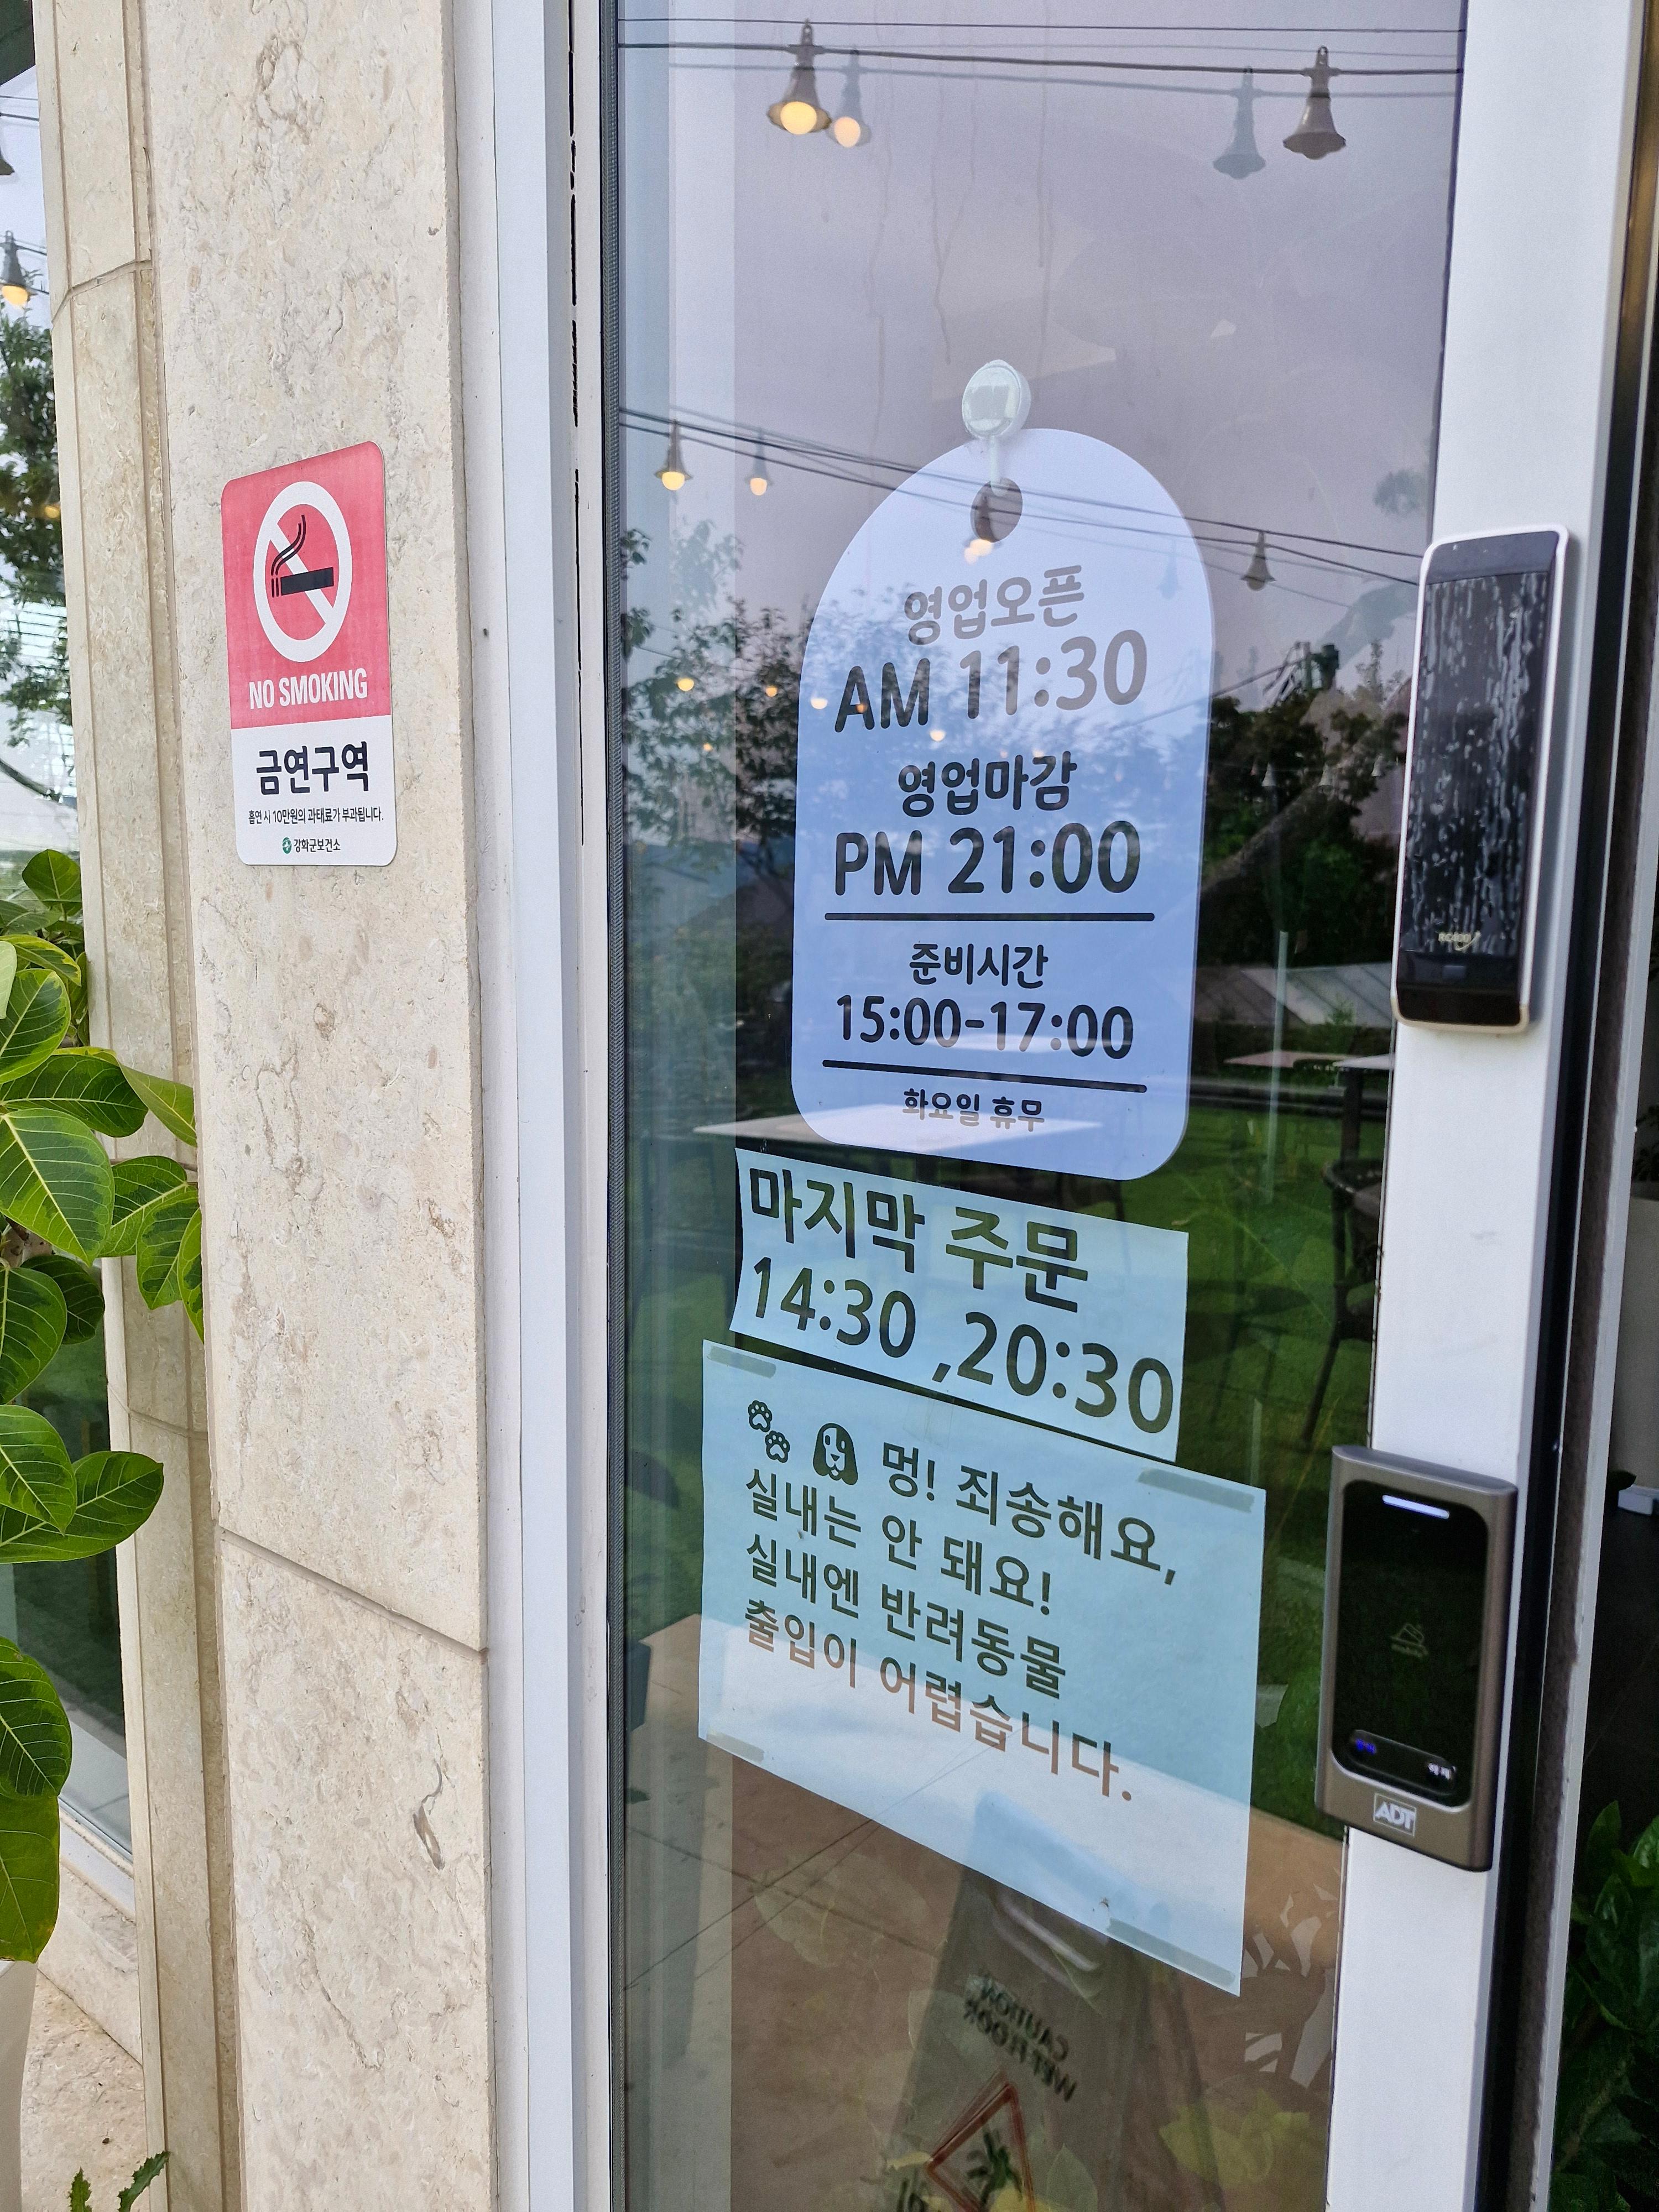 NO SMOKING
금연구역
흡연 시 10만원의 과태료가 부과됩니다.
강화군보건소
영업오픈
AM 11:30
영업마감
PM 21:00
준비시간
15:00-17:00
화요일 휴무
마지막 주문
14:30 ,20:30
멍! 죄송해요,
실내는 안 돼요!
실내엔 반려동물
출입이 어렵습니다.
ADT
CAUTION
WET FLOOR